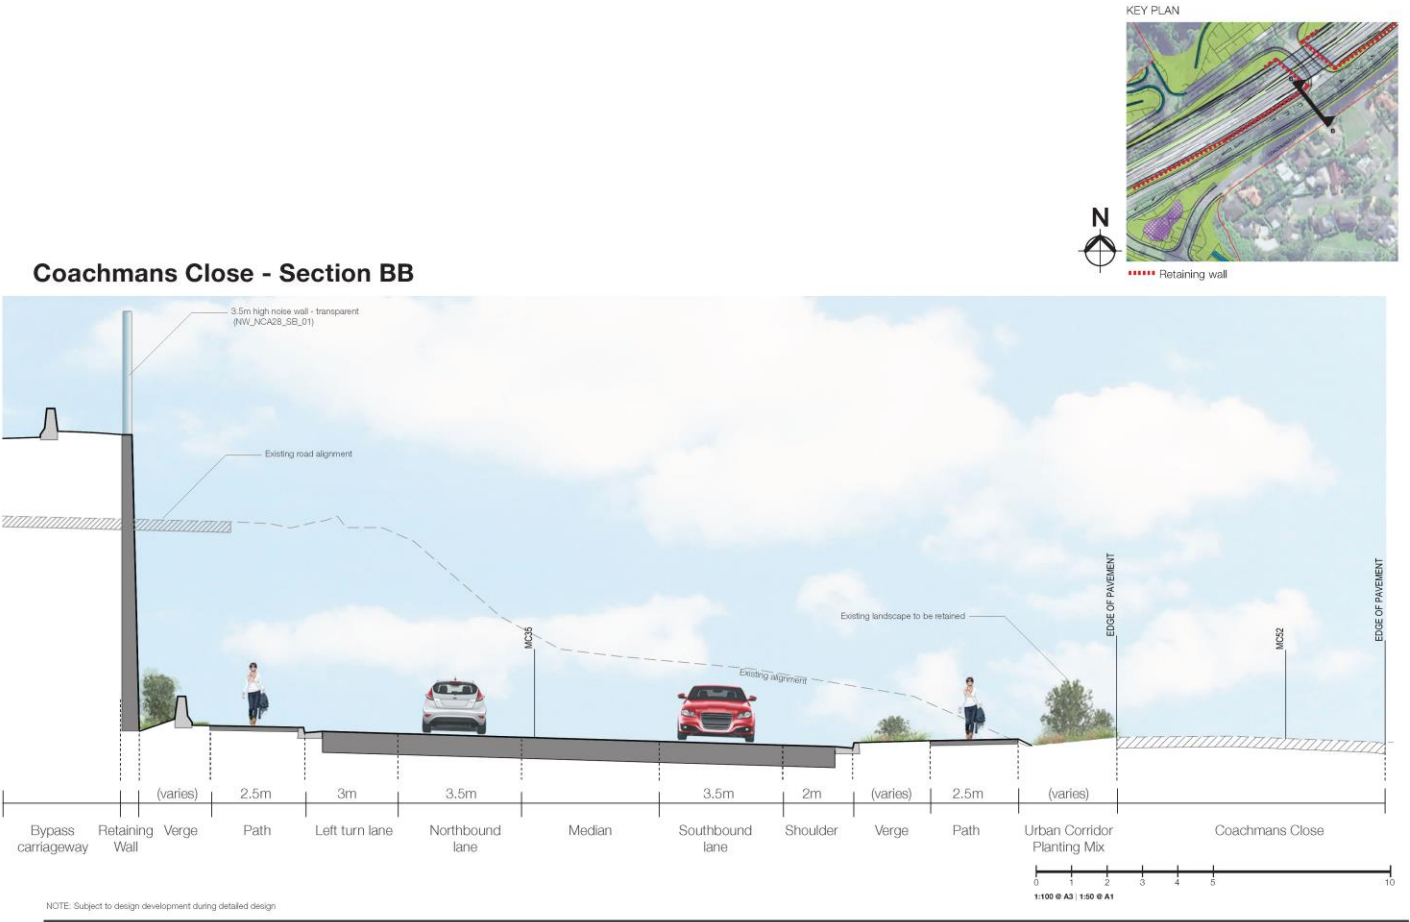 KEY PLAN
N
Retaining wall
Coachmans Close - Section BB
3.5m high noise wall - transparent
(NW_NCA28_SB_01)
Existing road alignment
Existing landscape to be retained
EDGE OF PAVEMENT
EDGE OF PAVEMENT
MC35
MC52
Existing alignment
(varies)
2.5m
3m
3.5m
3.5m
2m
(varies)
2.5m
(varies)
Bypass
carriageway
Retaining
Wall
Verge
Path
Left turn lane
Northbound
lane
Median
Southbound
lane
Shoulder
Verge
Path
Urban Corridor
Planting Mix
Coachmans Close
0 1 2 3 4 5 10
1:100 @ A3 | 1:50 @ A1
NOTE: Subject to design development during detailed design